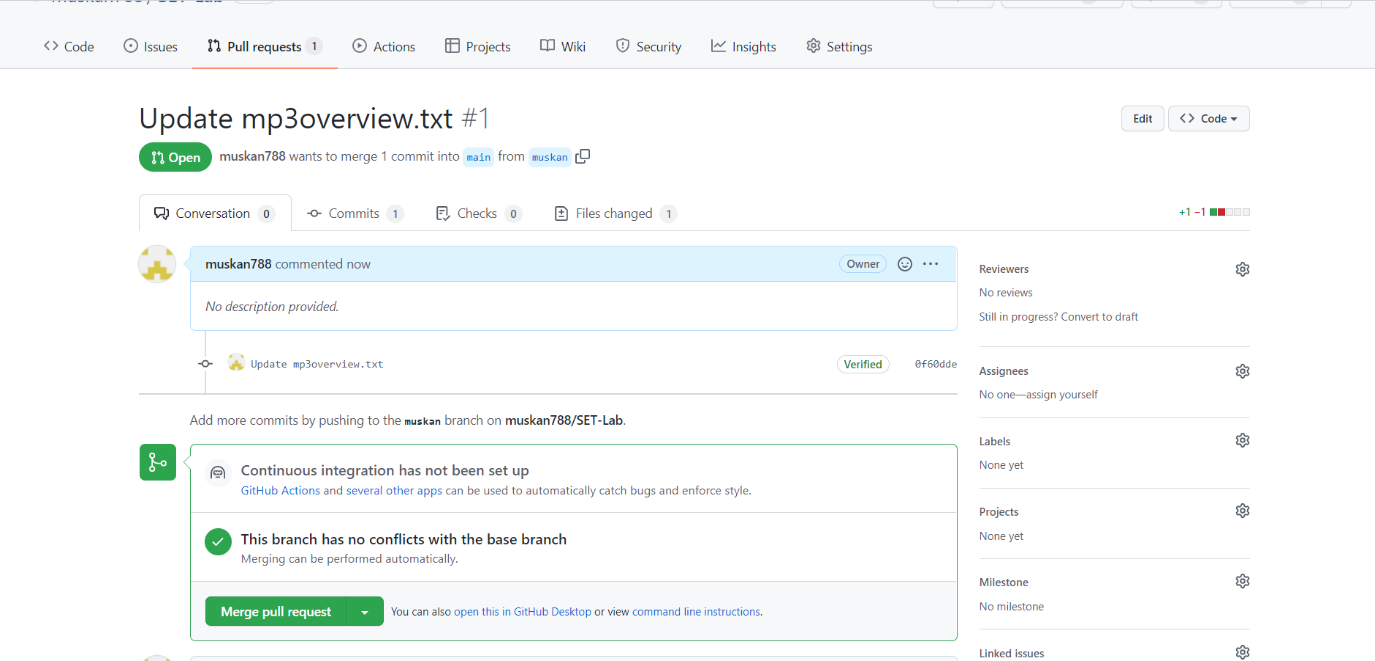 Code Issues Pull requests 1 Actions Projects Wiki Security Insights Settings
Update mp3overview.txt #1
Edit
Code
Open
muskan788 wants to merge 1 commit into main from muskan
Conversation 0 Commits 1 Checks 0 Files changed 1
+1 −1
muskan788 commented now
Owner
No description provided.
Update mp3overview.txt
Verified
0f60dde
Add more commits by pushing to the muskan branch on muskan788/SET-Lab.
Continuous integration has not been set up
GitHub Actions and several other apps can be used to automatically catch bugs and enforce style.
This branch has no conflicts with the base branch
Merging can be performed automatically.
Merge pull request
You can also open this in GitHub Desktop or view command line instructions.
Reviewers
No reviews
Still in progress? Convert to draft
Assignees
No one—assign yourself
Labels
None yet
Projects
None yet
Milestone
No milestone
Linked issues